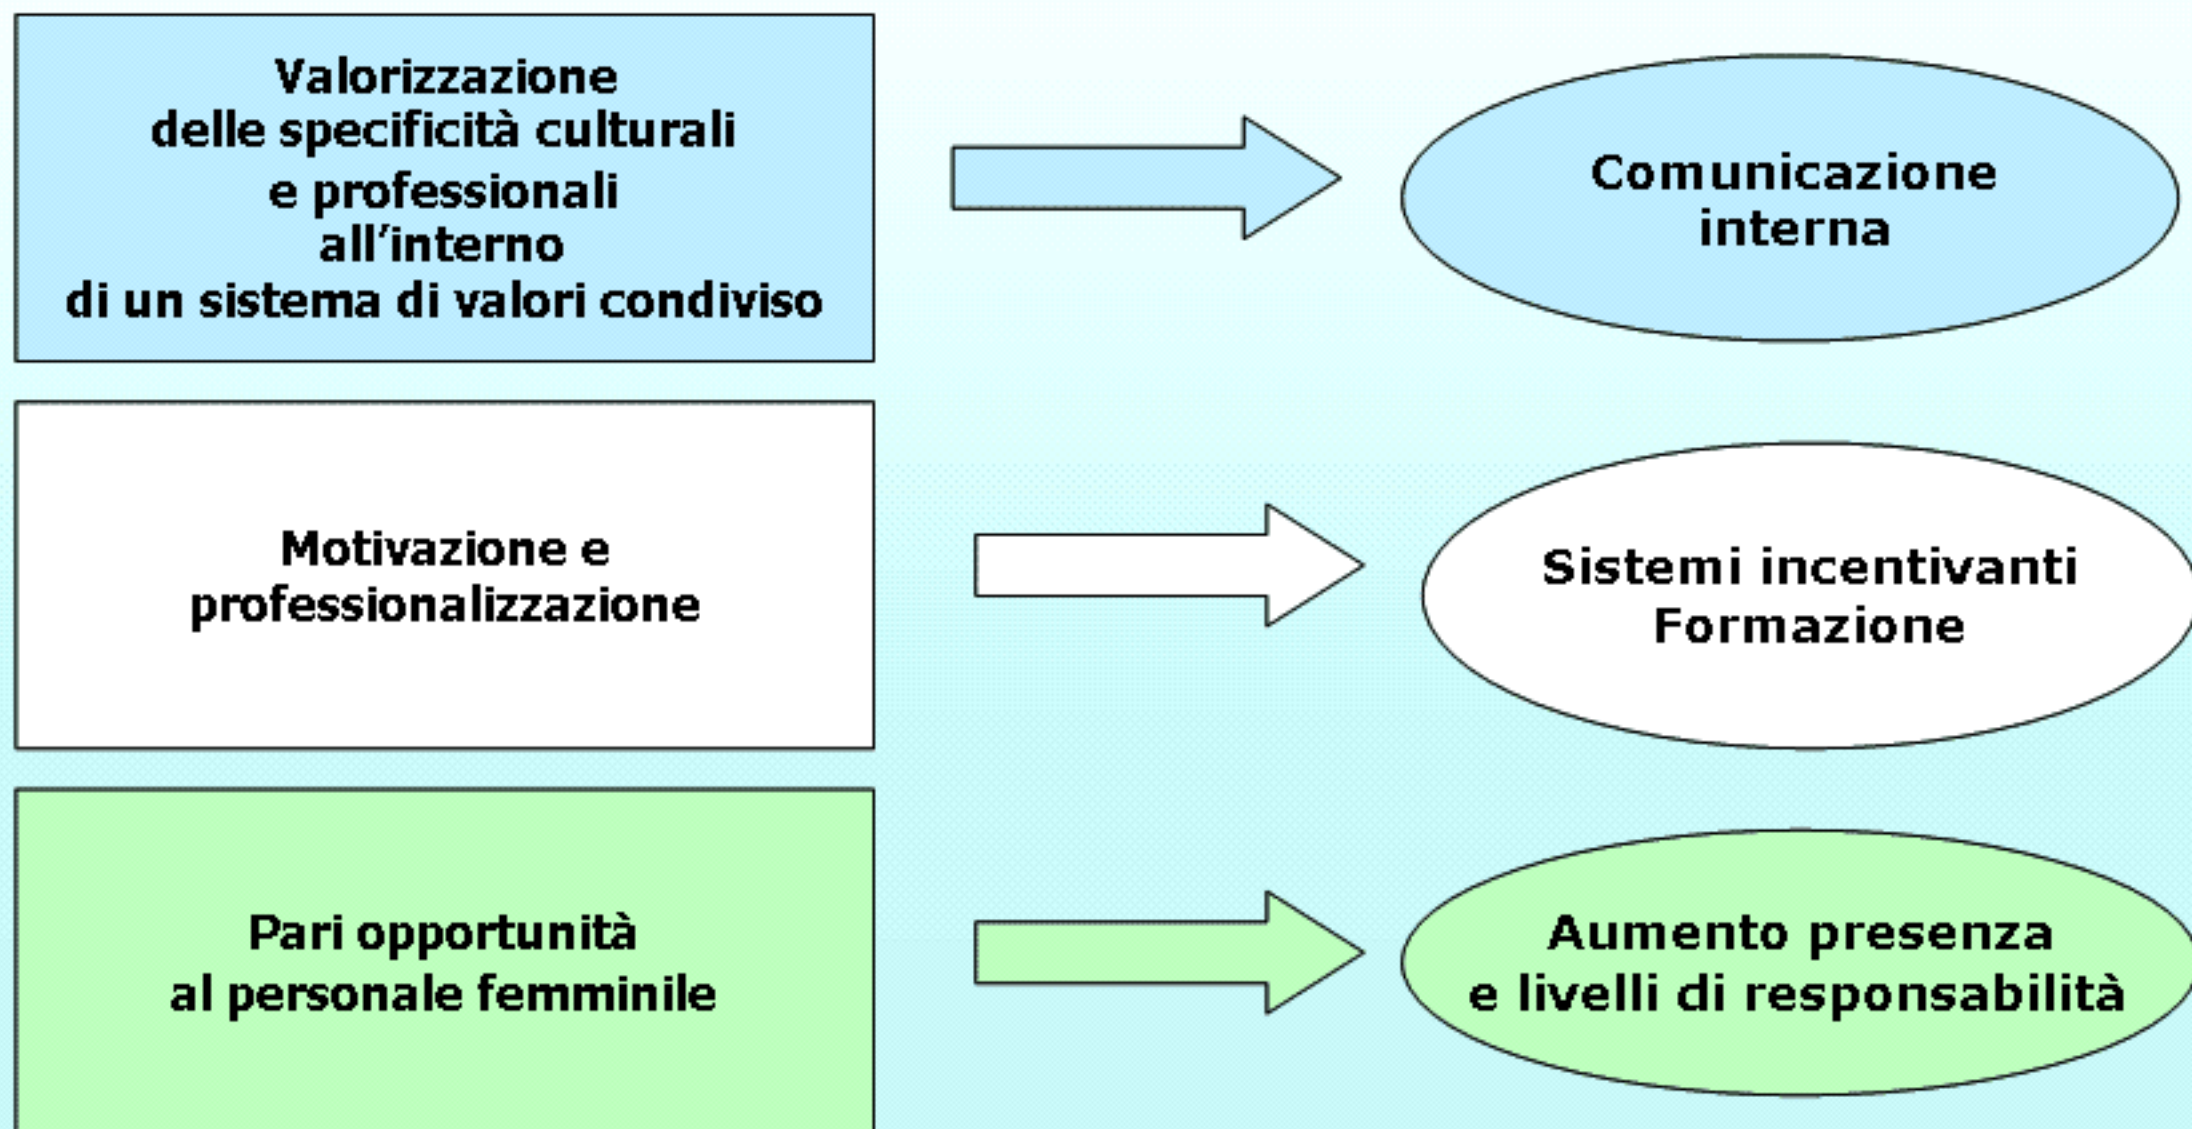 Valorizzazione
delle specificità culturali
e professionali
all’interno
di un sistema di valori condiviso
Comunicazione
interna
Motivazione e
professionalizzazione
Sistemi incentivanti
Formazione
Pari opportunità
al personale femminile
Aumento presenza
e livelli di responsabilità